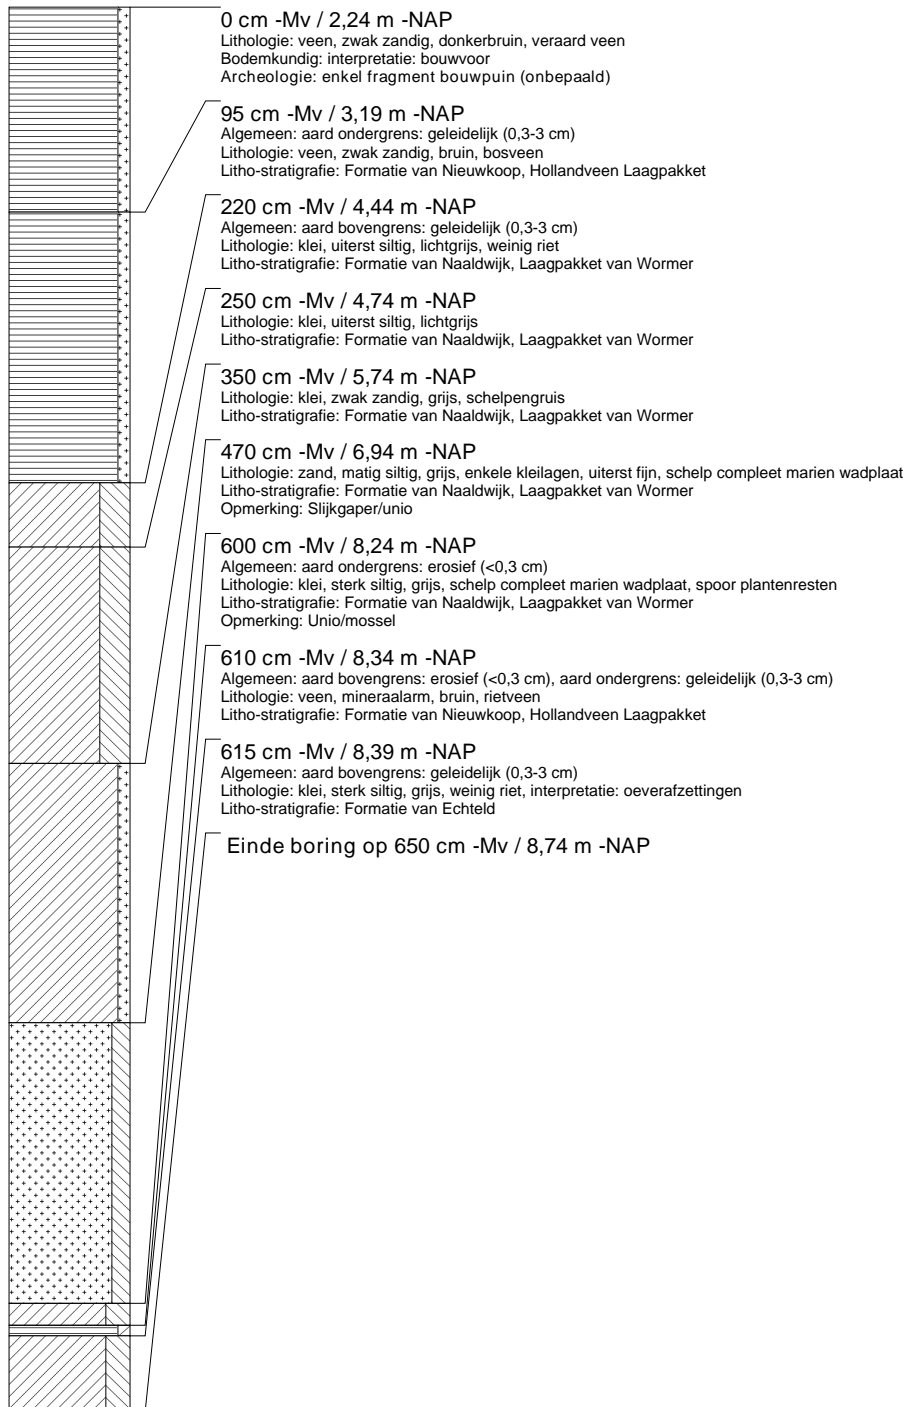 0 cm -Mv / 2,24 m -NAP
Lithologie: veen, zwak zandig, donkerbruin, veraard veen
Bodemkundig: interpretatie: bouwvoor
Archeologie: enkel fragment bouwpuin (onbepaald)
95 cm -Mv / 3,19 m -NAP
Algemeen: aard ondergrens: geleidelijk (0,3-3 cm)
Lithologie: veen, zwak zandig, bruin, bosveen
Litho-stratigrafie: Formatie van Nieuwkoop, Hollandveen Laagpakket
220 cm -Mv / 4,44 m -NAP
Algemeen: aard bovengrens: geleidelijk (0,3-3 cm)
Lithologie: klei, uiterst siltig, lichtgrijs, weinig riet
Litho-stratigrafie: Formatie van Naaldwijk, Laagpakket van Wormer
250 cm -Mv / 4,74 m -NAP
Lithologie: klei, uiterst siltig, lichtgrijs
Litho-stratigrafie: Formatie van Naaldwijk, Laagpakket van Wormer
350 cm -Mv / 5,74 m -NAP
Lithologie: klei, zwak zandig, grijs, schelpengruis
Litho-stratigrafie: Formatie van Naaldwijk, Laagpakket van Wormer
470 cm -Mv / 6,94 m -NAP
Lithologie: zand, matig siltig, grijs, enkele kleilagen, uiterst fijn, schelp compleet marien wadplaat
Litho-stratigrafie: Formatie van Naaldwijk, Laagpakket van Wormer
Opmerking: Slijkgaper/unio
600 cm -Mv / 8,24 m -NAP
Algemeen: aard ondergrens: erosief (<0,3 cm)
Lithologie: klei, sterk siltig, grijs, schelp compleet marien wadplaat, spoor plantenresten
Litho-stratigrafie: Formatie van Naaldwijk, Laagpakket van Wormer
Opmerking: Unio/mossel
610 cm -Mv / 8,34 m -NAP
Algemeen: aard bovengrens: erosief (<0,3 cm), aard ondergrens: geleidelijk (0,3-3 cm)
Lithologie: veen, mineraalarm, bruin, rietveen
Litho-stratigrafie: Formatie van Nieuwkoop, Hollandveen Laagpakket
615 cm -Mv / 8,39 m -NAP
Algemeen: aard bovengrens: geleidelijk (0,3-3 cm)
Lithologie: klei, sterk siltig, grijs, weinig riet, interpretatie: oeverafzettingen
Litho-stratigrafie: Formatie van Echteld
Einde boring op 650 cm -Mv / 8,74 m -NAP